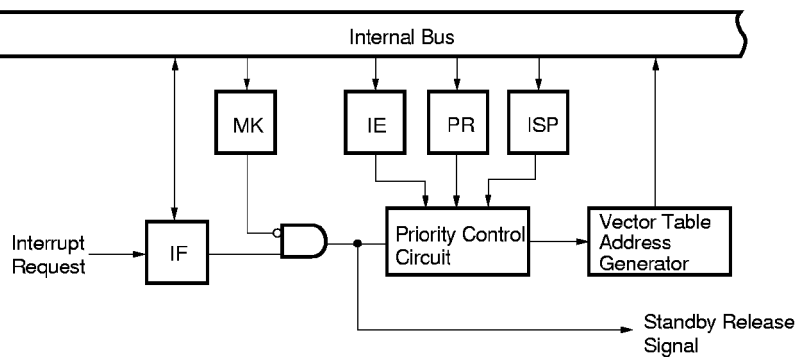 Internal Bus
MK
IE
PR
ISP
Interrupt
Request
IF
Priority Control
Circuit
Vector Table
Address
Generator
Standby Release
Signal